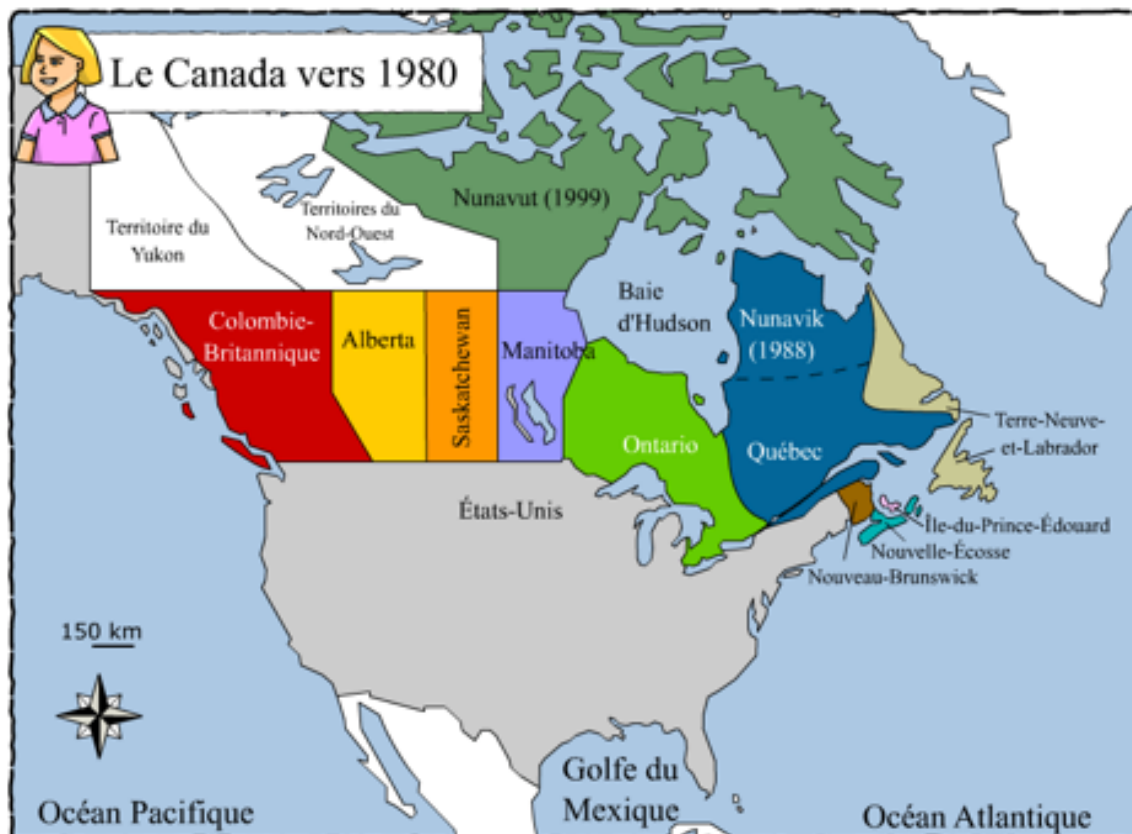 Le Canada vers 1980
Nunavut (1999)
Territoires du
Nord-Ouest
Territoire du
Yukon
Baie
d'Hudson
Colombie-
Britannique
Alberta
Saskatchewan
Manitoba
Nunavik
(1988)
Ontario
Québec
Terre-Neuve-
et-Labrador
États-Unis
Île-du-Prince-Édouard
Nouvelle-Écosse
Nouveau-Brunswick
150 km
Golfe du
Mexique
Océan Pacifique
Océan Atlantique